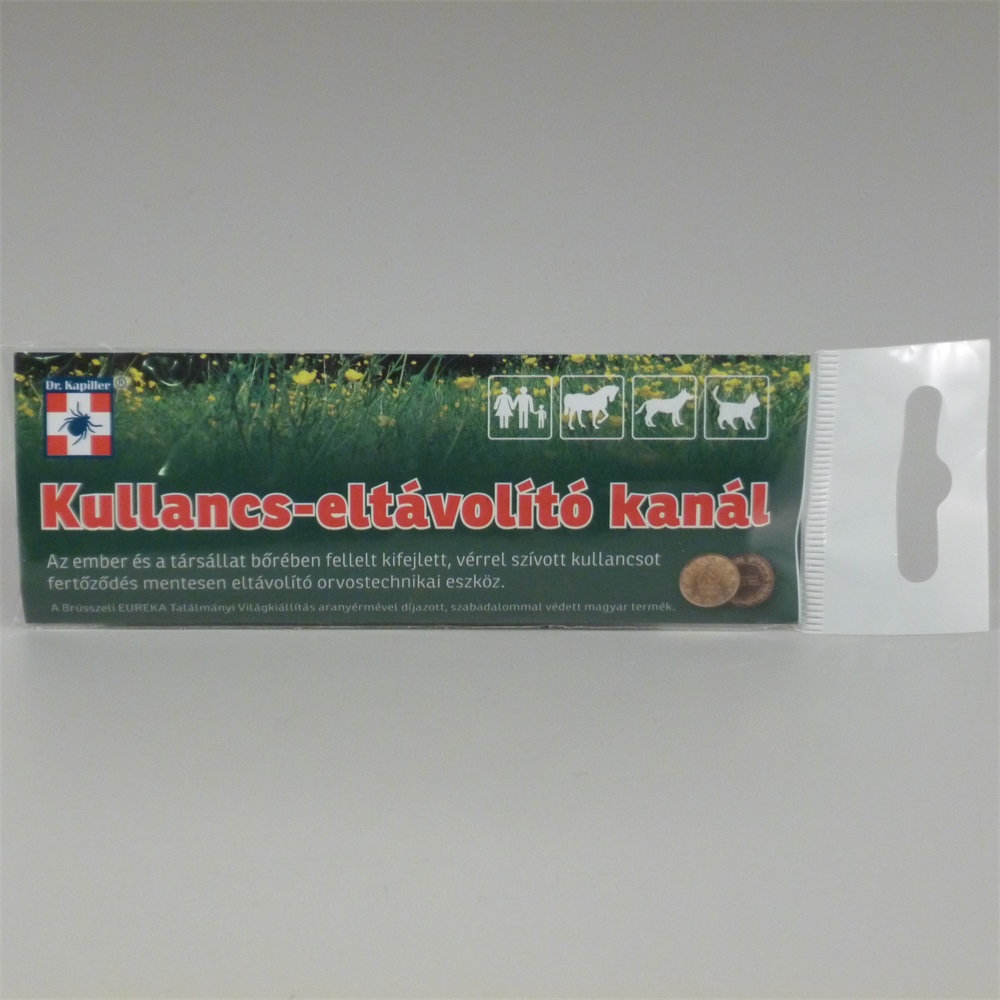 Dr. Kapiller ®
Kullancs-eltávolító kanál
Az ember és a társállat bőrében fellelt kifejlett, vérrel szívott kullancsot
fertőződés mentesen eltávolító orvostechnikai eszköz.
A Brüsszeli EUREKA Találmányi Világkiállítás aranyérmével díjazott, szabadalommal védett magyar termék.